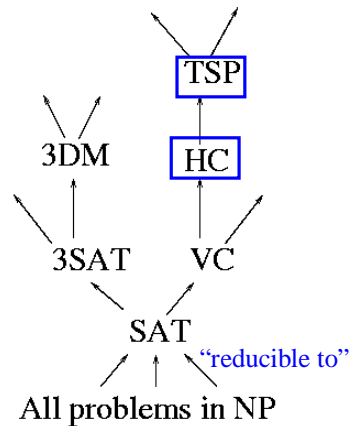 TSP
3DM HC
3SAT VC
SAT
“reducible to”
All problems in NP